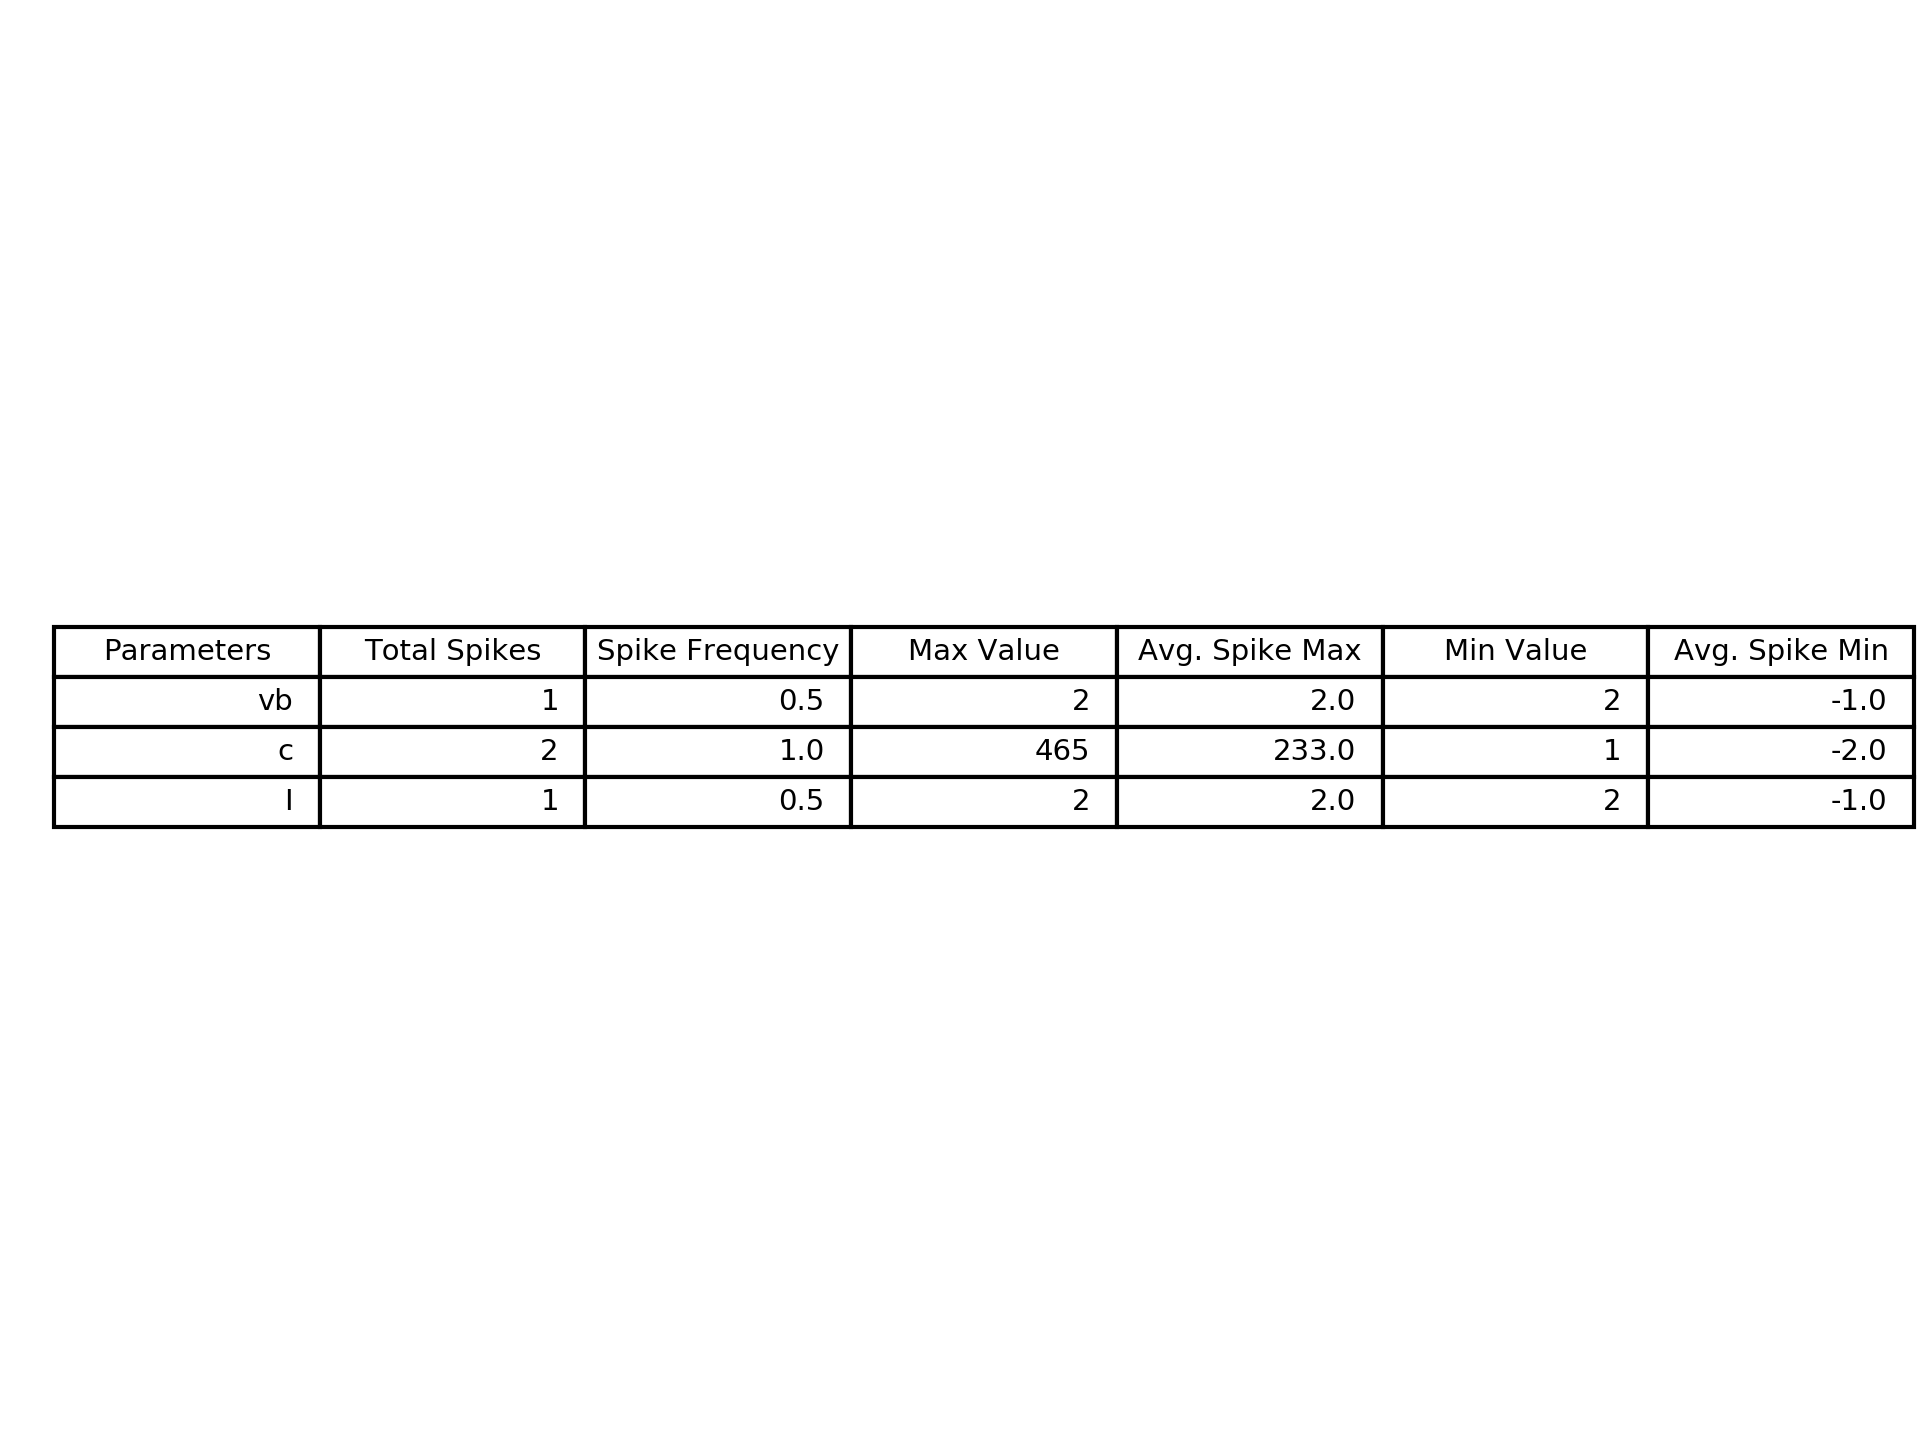 Parameters Total Spikes Spike Frequency Max Value Avg. Spike Max Min Value Avg. Spike Min
vb 1 0.5 2 2.0 2 -1.0
c 2 1.0 465 233.0 1 -2.0
I 1 0.5 2 2.0 2 -1.0